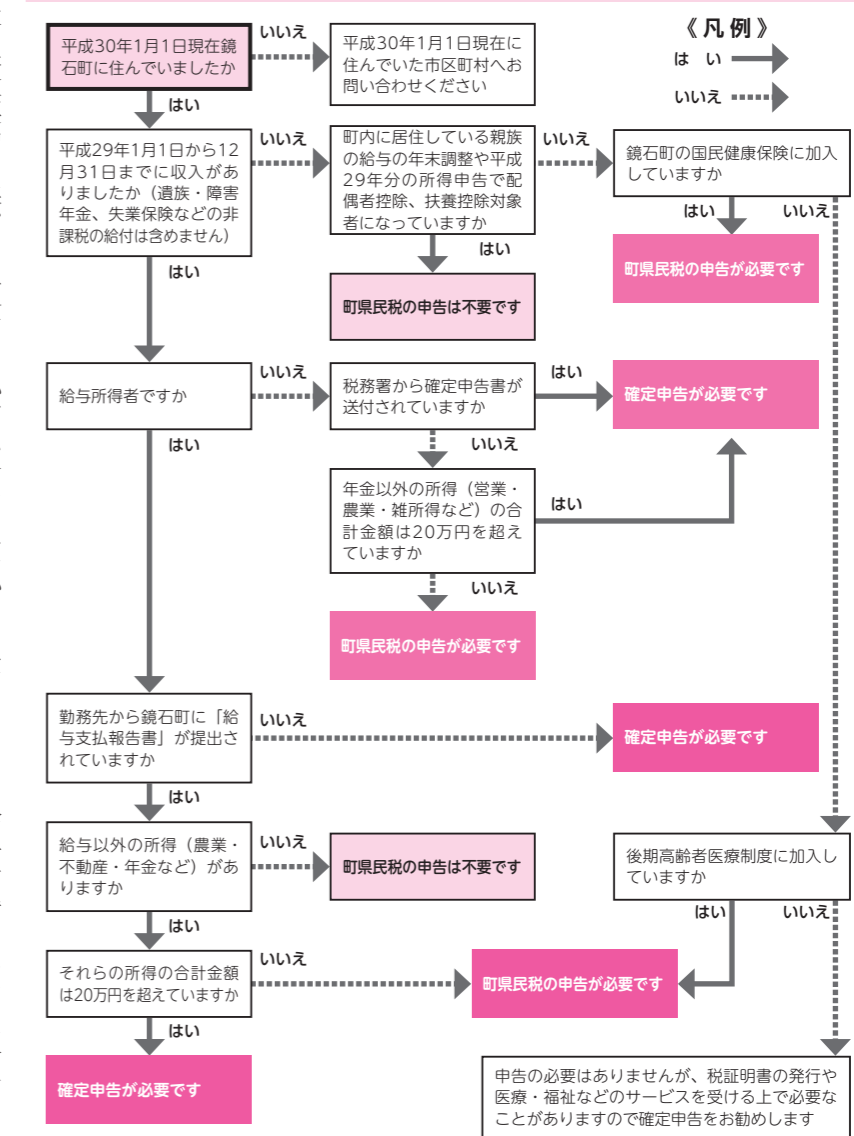 平成30年1月1日現在鏡
石町に住んでいましたか
いいえ
平成30年1月1日現在に
住んでいた市区町村へお
問い合わせください
《凡例》
は い
いいえ
はい
平成29年1月1日から12
月31日までに収入があ
りましたか（遺族・障害
年金、失業保険などの非
課税の給付は含めません）
いいえ
町内に居住している親族
の給与の年末調整や平成
29年分の所得申告で配
偶者控除、扶養控除対象
者になっていますか
いいえ
鏡石町の国民健康保険に加入
していますか
はい
いいえ
町県民税の申告が必要です
はい
町県民税の申告は不要です
はい
給与所得者ですか
いいえ
税務署から確定申告書が
送付されていますか
はい
確定申告が必要です
いいえ
年金以外の所得（営業・
農業・雑所得など）の合
計金額は20万円を超え
ていますか
はい
いいえ
町県民税の申告が必要です
はい
勤務先から鏡石町に「給
与支払報告書」が提出さ
れていますか
いいえ
確定申告が必要です
はい
給与以外の所得（農業・
不動産・年金など）があ
りますか
いいえ
町県民税の申告は不要です
後期高齢者医療制度に加入し
ていますか
はい
いいえ
はい
それらの所得の合計金額
は20万円を超えていますか
いいえ
町県民税の申告が必要です
はい
確定申告が必要です
申告の必要はありませんが、税証明書の発行や
医療・福祉などのサービスを受ける上で必要な
ことがありますので確定申告をお勧めします